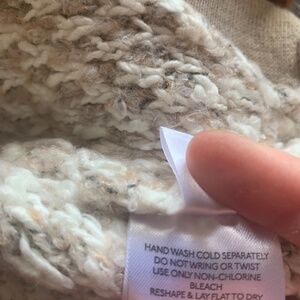 HAND WASH COLD SEPARATELY
DO NOT WRING OR TWIST
USE ONLY NON-CHLORINE
BLEACH
RESHAPE & LAY FLAT TO DRY